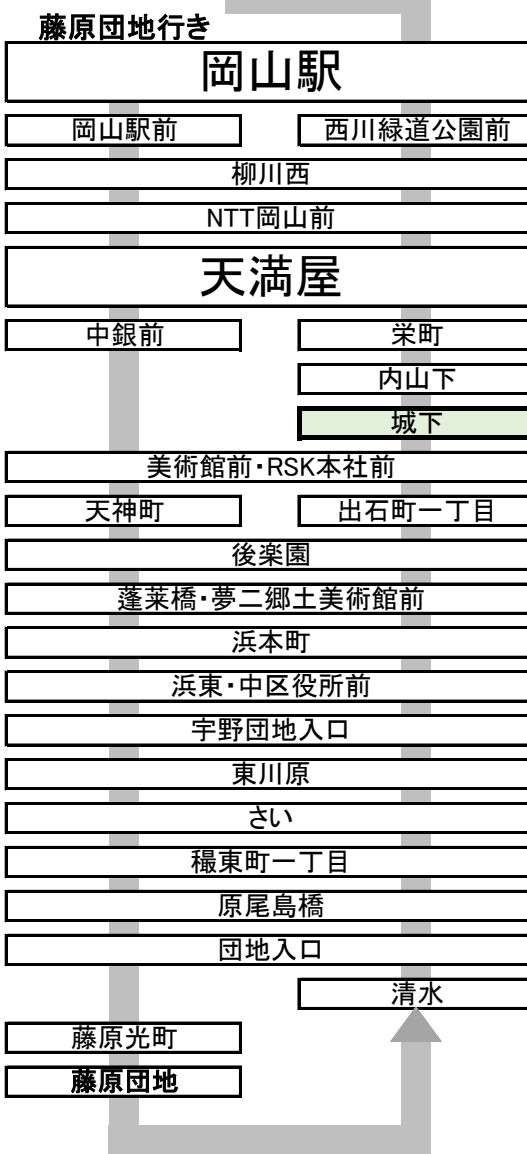 藤原団地行き
岡山駅
岡山駅前 西川緑道公園前
柳川西
NTT岡山前
天満屋
中銀前 栄町
内山下
城下
美術館前・RSK本社前
天神町 出石町一丁目
後楽園
蓬莱橋・夢二郷土美術館前
浜本町
浜東・中区役所前
宇野団地入口
東川原
さい
穝東町一丁目
原尾島橋
団地入口
清水
藤原光町
藤原団地